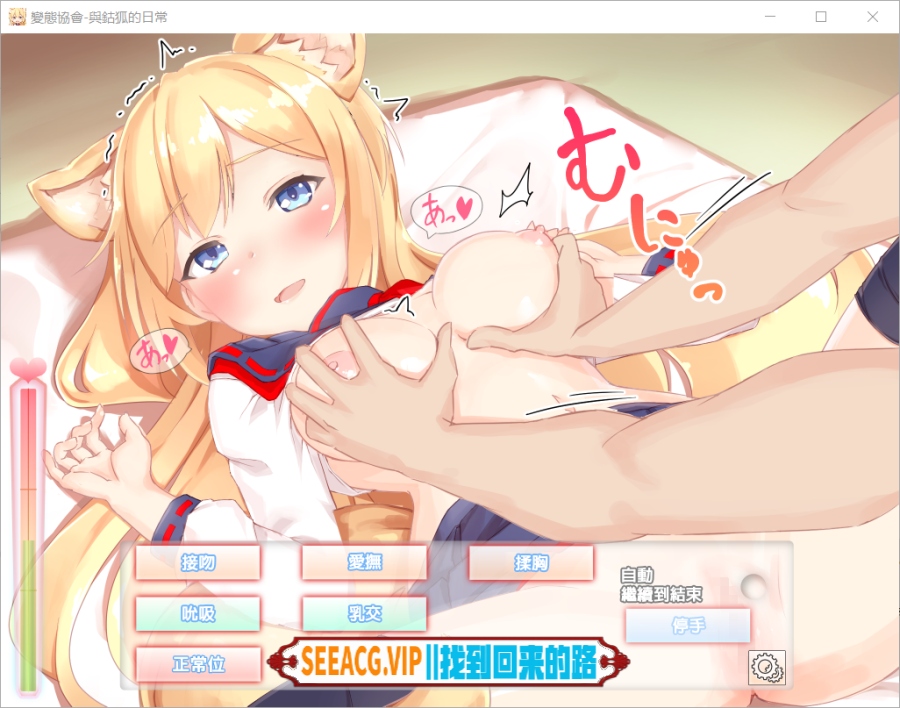 變態協會-與鈷狐的日常
むにゅっ
あっ
あっ
接吻
愛撫
揉胸
自動
繼續到結束
吮吸
乳交
停手
正常位
SEEACG.VIP||找到回来的路